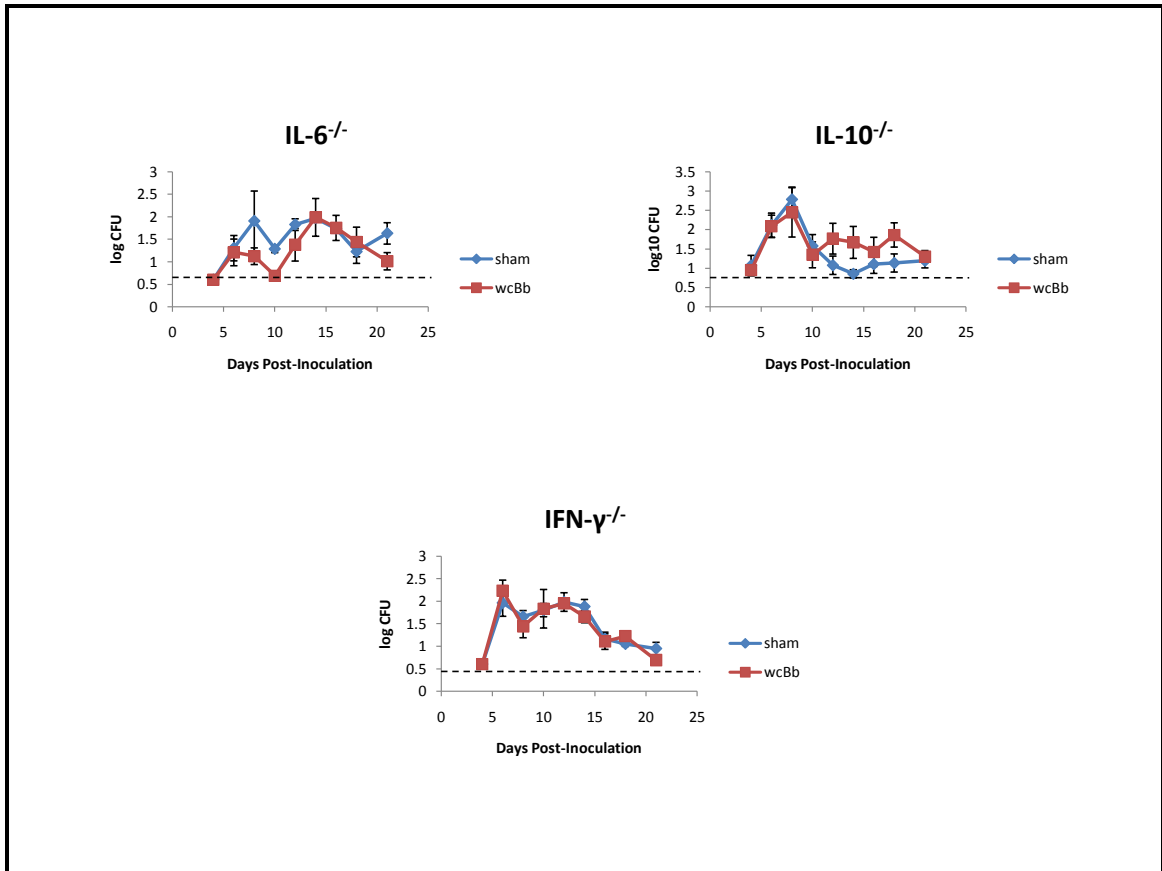 IL-6-/-
log CFU
3
2.5
2
1.5
1
0.5
0
0 5 10 15 20 25
Days Post-Inoculation
sham
wcBb
IL-10-/-
log10 CFU
3.5
3
2.5
2
1.5
1
0.5
0
0 5 10 15 20 25
Days Post-Inoculation
sham
wcBb
IFN-γ-/-
log CFU
3
2.5
2
1.5
1
0.5
0
0 5 10 15 20 25
Days Post-Inoculation
sham
wcBb